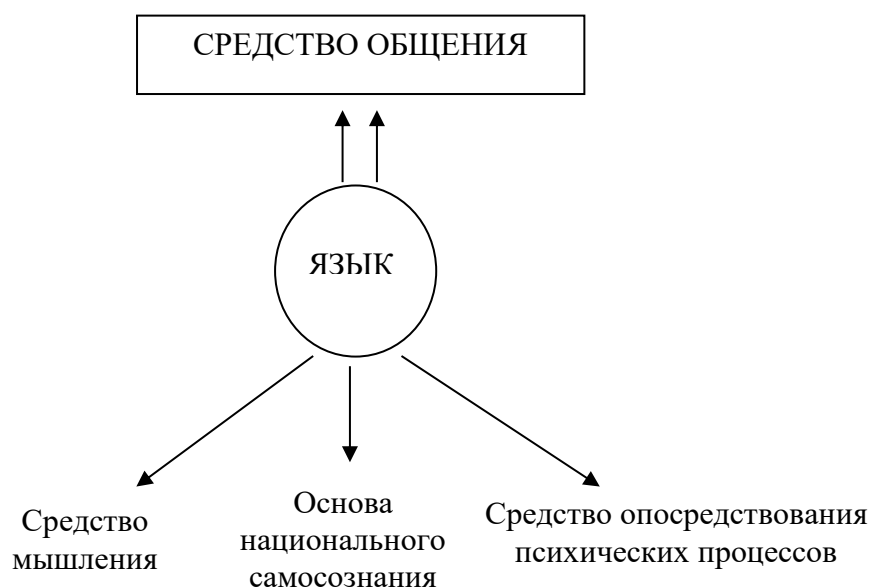 СРЕДСТВО ОБЩЕНИЯ
ЯЗЫК
Средство
мышления
Основа
национального
самосознания
Средство опосредствования
психических процессов